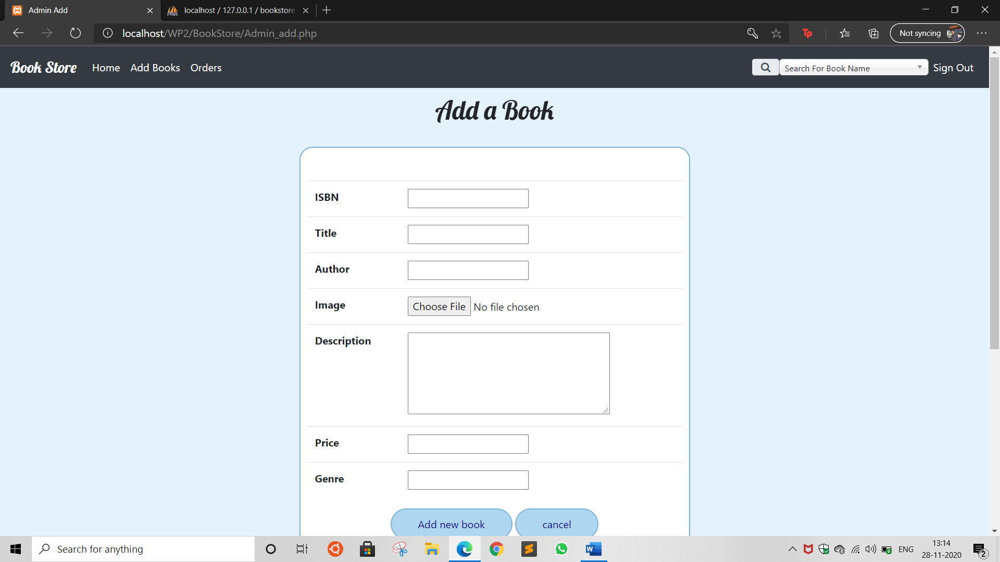 Admin Add
localhost / 127.0.0.1 / bookstore
localhost/WP2/BookStore/Admin_add.php
Tp
Not syncing
Book Store Home Add Books Orders
Search For Book Name
Sign Out
Add a Book
ISBN
Title
Author
Image Choose File No file chosen
Description
Price
Genre
Add new book cancel
Search for anything
ENG
13:14
28-11-2020
2